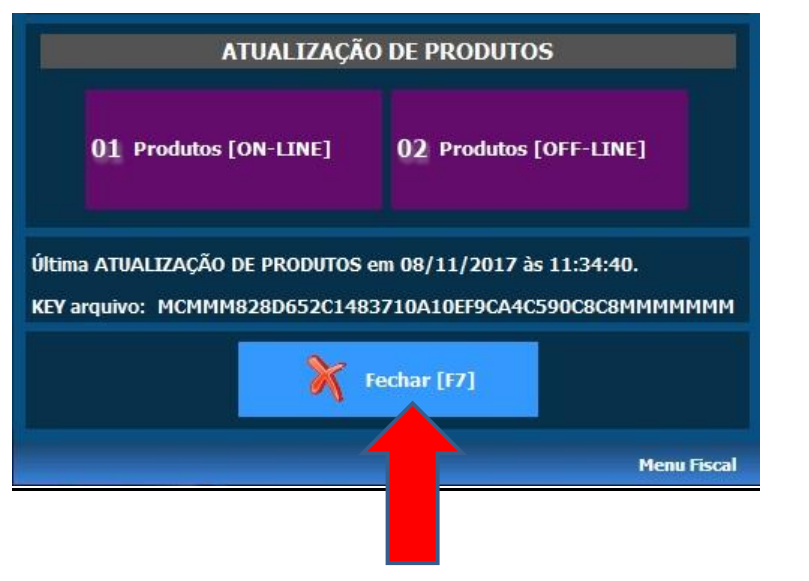 ATUALIZAÇÃO DE PRODUTOS
01 Produtos [ON-LINE]
02 Produtos [OFF-LINE]
Última ATUALIZAÇÃO DE PRODUTOS em 08/11/2017 às 11:34:40.
KEY arquivo: MCMMM828D652C1483710A10EF9CA4C590C8C8MMMMMMM
Fechar [F7]
Menu Fiscal